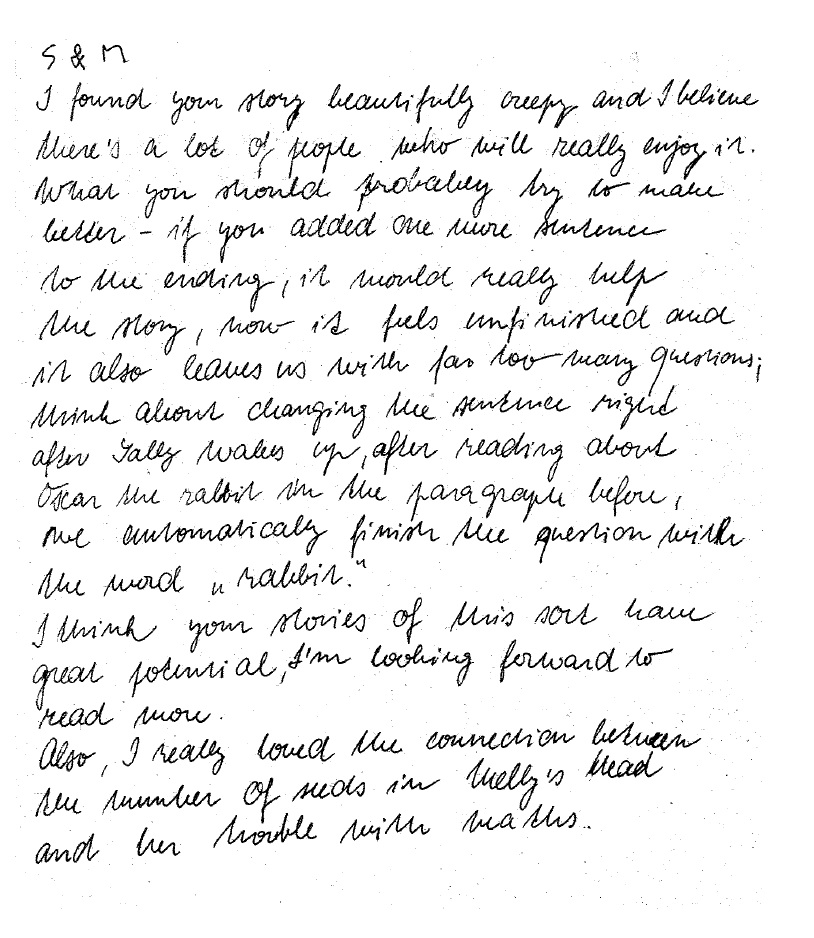 S & M
I found your story beautifully creepy and I believe
there's a lot of people who will really enjoy it.
What you should probably try to make
better - if you added one more sentence
to the ending, it would really help
the story, now it feels unfinished and
it also leaves us with far too many questions;
think about changing the sentence right
after Sally wakes up, after reading about
Oscar the rabbit in the paragraph before,
we automatically finish the question with
the word „rabbit."
I think your stories of this sort have
great potential, I'm looking forward to
read more.
Also, I really loved the connection between
the number of seeds in Melly's head
and her trouble with maths.